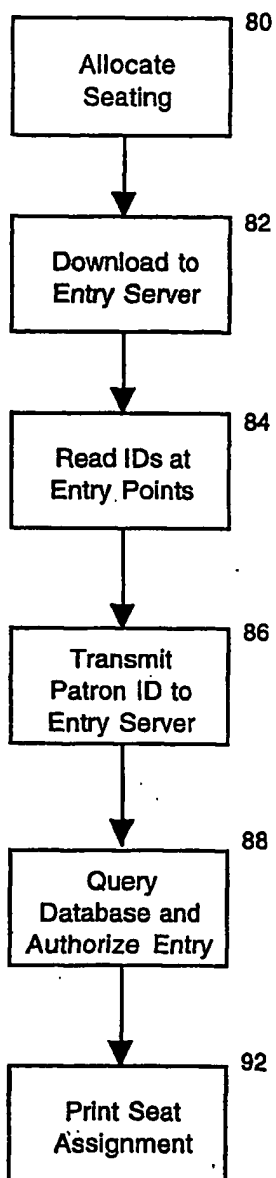 80
Allocate
Seating
82
Download to
Entry Server
84
Read IDs at
Entry Points
86
Transmit
Patron ID to
Entry Server
88
Query
Database and
Authorize Entry
92
Print Seat
Assignment